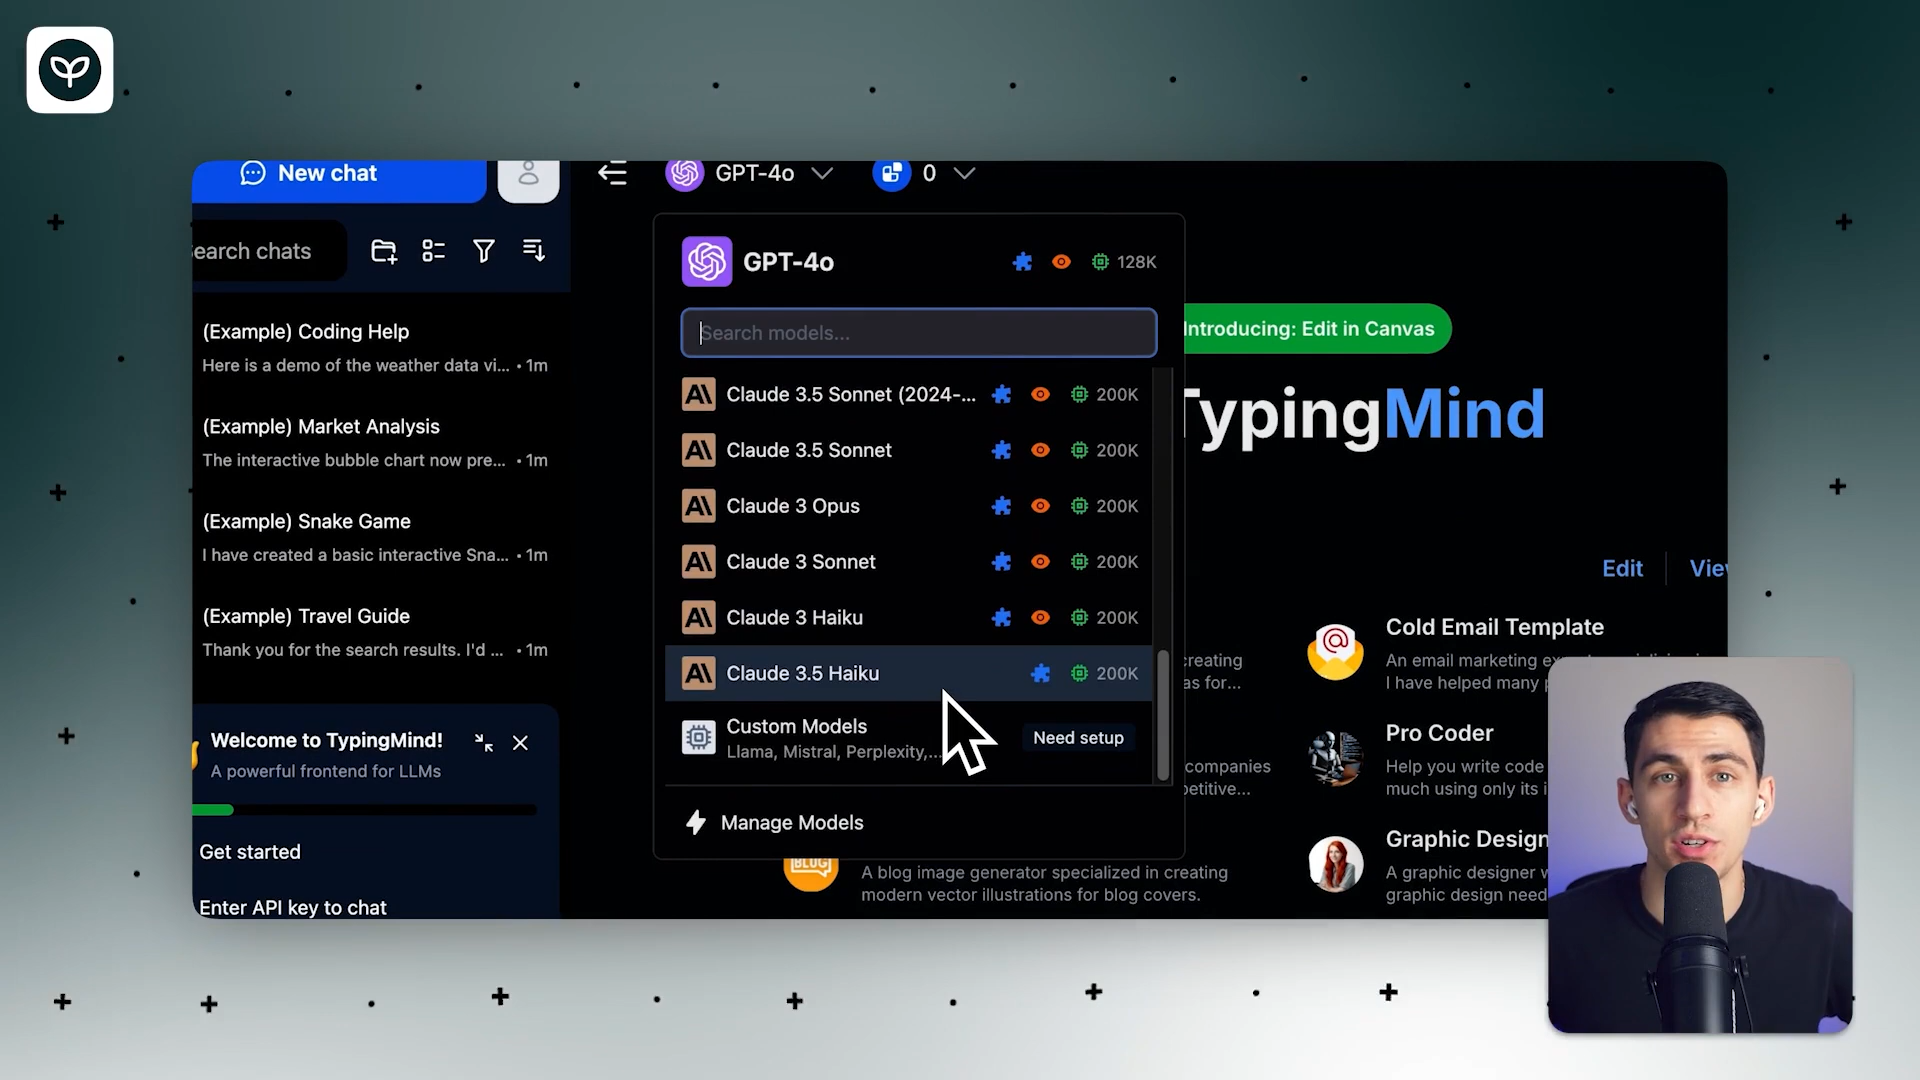 New chat
GPT-4o
0
earch chats
GPT-4o
128K
Search models...
(Example) Coding Help
Here is a demo of the weather data vi... • 1m
(Example) Market Analysis
The interactive bubble chart now pre... • 1m
(Example) Snake Game
I have created a basic interactive Sna... • 1m
(Example) Travel Guide
Thank you for the search results. I'd ... • 1m
Welcome to TypingMind!
A powerful frontend for LLMs
Get started
Enter API key to chat
Claude 3.5 Sonnet (2024-... 200K
Claude 3.5 Sonnet 200K
Claude 3 Opus 200K
Claude 3 Sonnet 200K
Claude 3 Haiku 200K
Claude 3.5 Haiku 200K
Custom Models
Llama, Mistral, Perplexity,...
Need setup
Manage Models
Introducing: Edit in Canvas
TypingMind
Edit
View
creating
as for...
companies
petitive...
BLOG
A blog image generator specialized in creating
modern vector illustrations for blog covers.
Cold Email Template
An email marketing
I have helped many
Pro Coder
Help you write code
much using only its
Graphic Design
A graphic designer
graphic design need